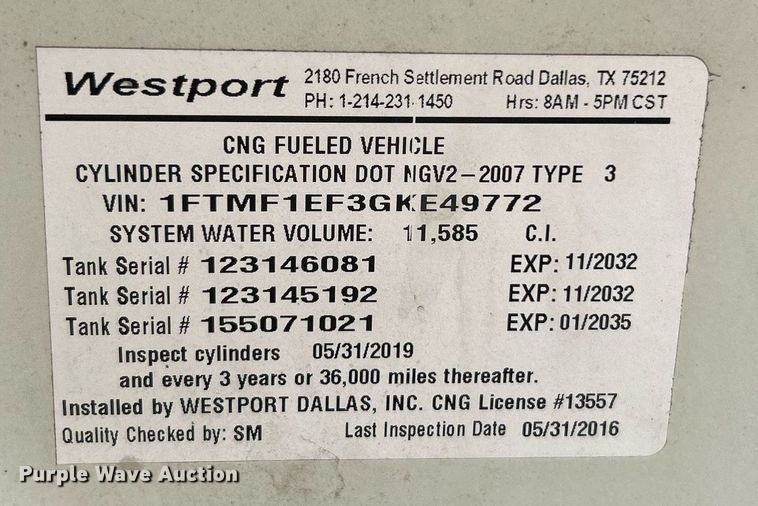 Westport
2180 French Settlement Road Dallas, TX 75212
PH: 1-214-231-1450 Hrs: 8AM - 5PM CST
CNG FUELED VEHICLE
CYLINDER SPECIFICATION DOT NGV2-2007 TYPE 3
VIN: 1FTMF1EF3GKE49772
SYSTEM WATER VOLUME: 11,585 C.I.
Tank Serial # 123146081 EXP: 11/2032
Tank Serial # 123145192 EXP: 11/2032
Tank Serial # 155071021 EXP: 01/2035
Inspect cylinders 05/31/2019
and every 3 years or 36,000 miles thereafter.
Installed by WESTPORT DALLAS, INC. CNG License #13557
Quality Checked by: SM Last Inspection Date 05/31/2016
Purple Wave Auction